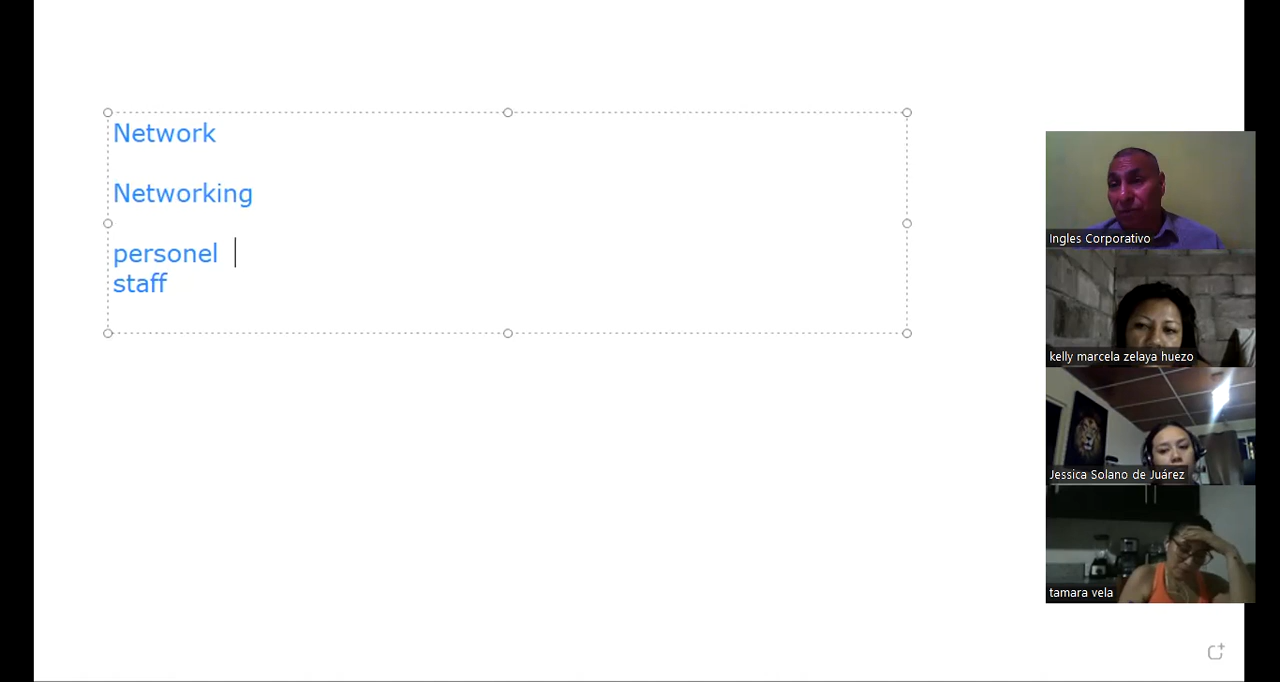 Network
Networking
personel
staff
Ingles Corporativo
kelly marcela zelaya huezo
Jessica Solano de Juárez
tamara vela